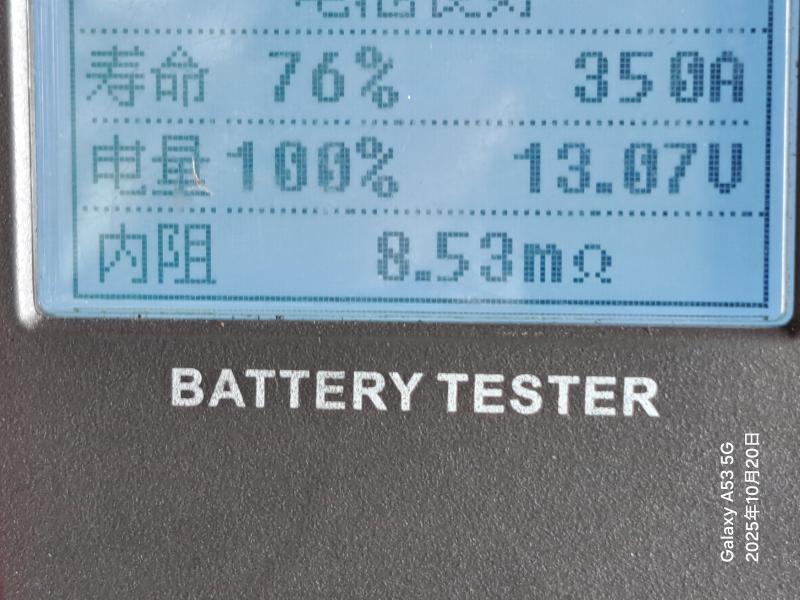 寿命 76% 350A
电量 100% 13.07V
内阻 8.53mΩ
BATTERY TESTER
Galaxy A53 5G
2025年10月20日